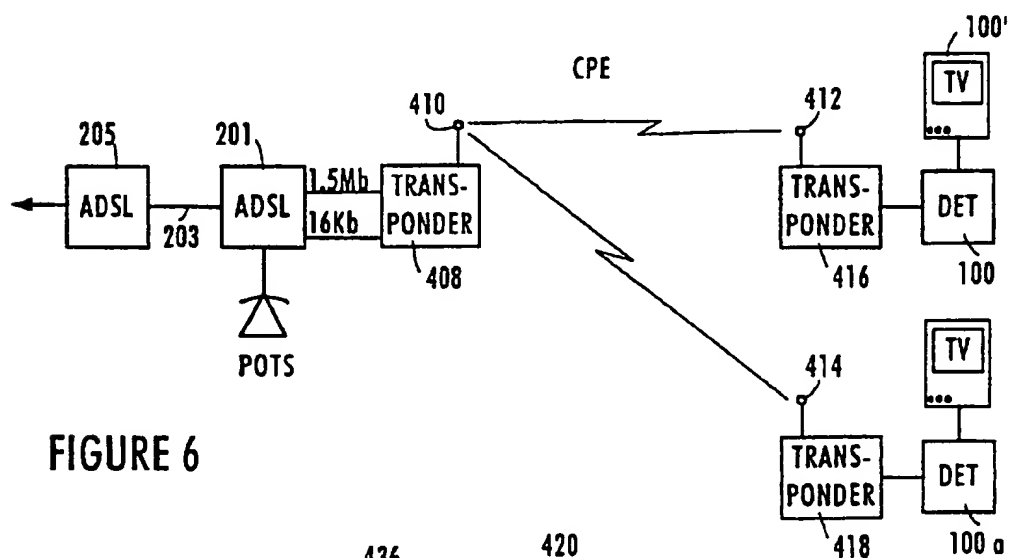 100'
CPE
TV
410
412
205
201
1.5Mb
TRANS-
PONDER
ADSL
203
ADSL
16Kb
408
TRANS-
PONDER
416
DET
100
POTS
414
TV
FIGURE 6
TRANS-
PONDER
418
DET
100 a
436
420